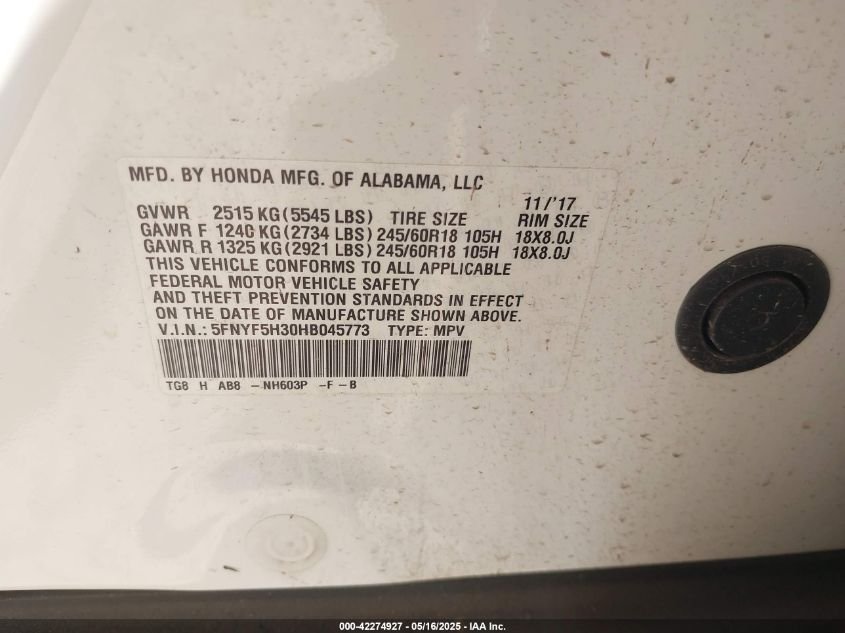 MFD. BY HONDA MFG. OF ALABAMA, LLC
11/'17
GVWR 2515 KG (5545 LBS) TIRE SIZE RIM SIZE
GAWR F 1240 KG (2734 LBS) 245/60R18 105H 18X8.0J
GAWR R 1325 KG (2921 LBS) 245/60R18 105H 18X8.0J
THIS VEHICLE CONFORMS TO ALL APPLICABLE
FEDERAL MOTOR VEHICLE SAFETY
AND THEFT PREVENTION STANDARDS IN EFFECT
ON THE DATE OF MANUFACTURE SHOWN ABOVE.
V.I.N.: 5FNYF5H30HB045773 TYPE: MPV
TG8 H AB8 -NH603P -F-B
000-42274927 - 05/16/2025 - IAA Inc.